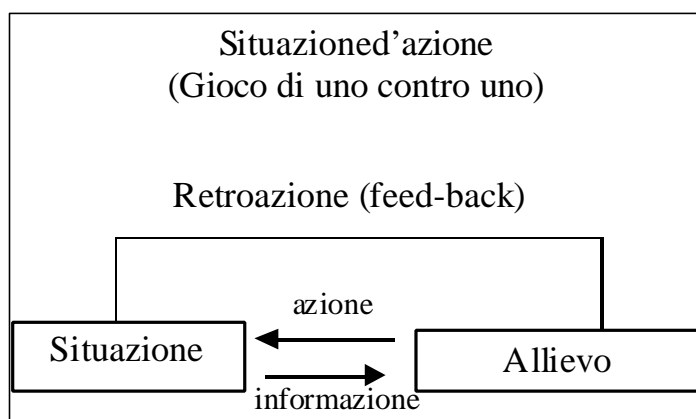 Situazioned’azione
(Gioco di uno contro uno)
Retroazione (feed-back)
azione
Situazione
Allievo
informazione